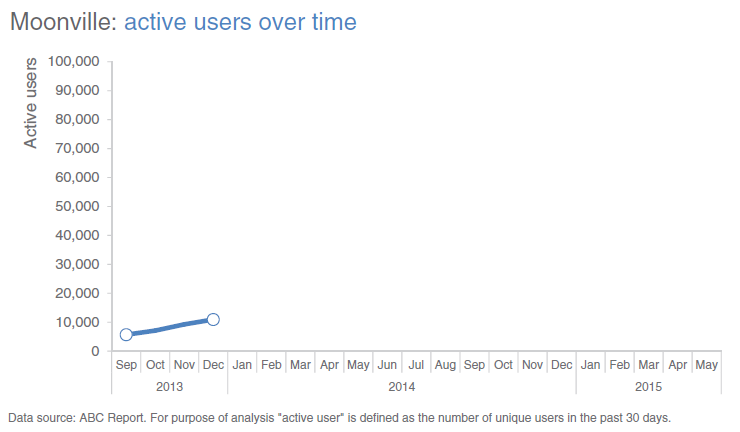 Moonville: active users over time
Active users
100,000
90,000
80,000
70,000
60,000
50,000
40,000
30,000
20,000
10,000
0
Sep Oct Nov Dec Jan Feb Mar Apr May Jun Jul Aug Sep Oct Nov Dec Jan Feb Mar Apr May
2013 2014 2015
Data source: ABC Report. For purpose of analysis "active user" is defined as the number of unique users in the past 30 days.